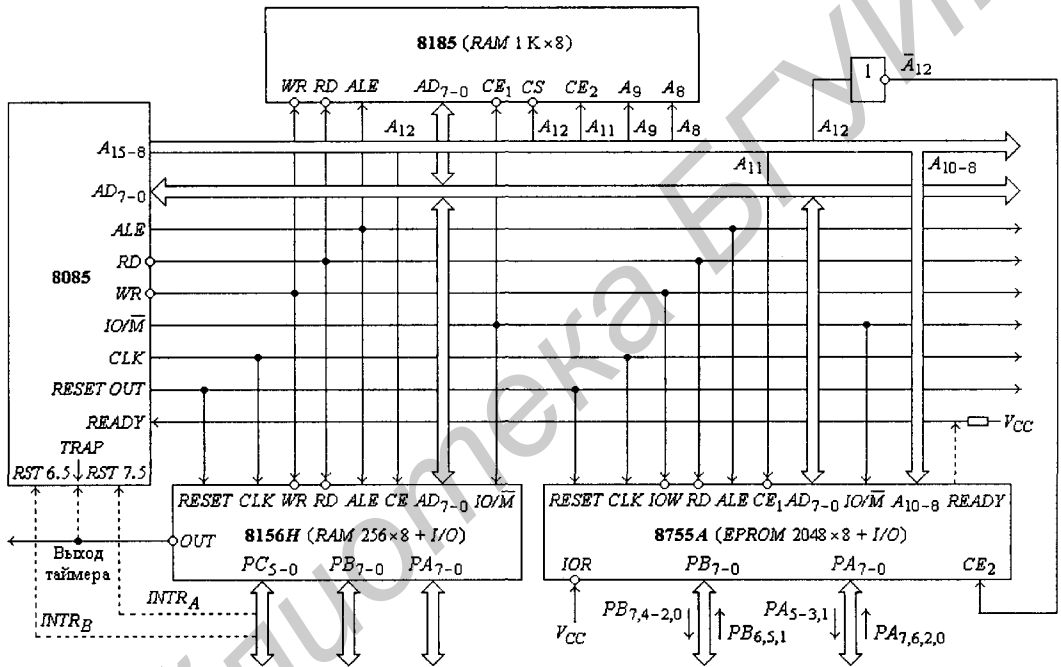 8185 (RAM 1 K×8)
WR RD ALE AD7−0 CE1 CS CE2 A9 A8
1
A̅12
A12
A12 A11 A9 A8
A12
A15−8
A11
A10−8
AD7−0
ALE
RD
8085
WR
IO/M̅
CLK
RESET OUT
READY
VCC
TRAP
RST 6.5 RST 7.5
RESET CLK WR RD ALE CE AD7−0 IO/M̅
RESET CLK IOW RD ALE CE1 AD7−0 IO/M̅ A10−8 READY
OUT
8156H (RAM 256×8 + I/O)
8755A (EPROM 2048×8 + I/O)
Выход
таймера
PC5−0 PB7−0 PA7−0
IOR PB7−0 PA7−0 CE2
INTRA
INTRB
VCC
PB7,4−2,0
PB6,5,1
PA5−3,1
PA7,6,2,0
лиотека БГУИ